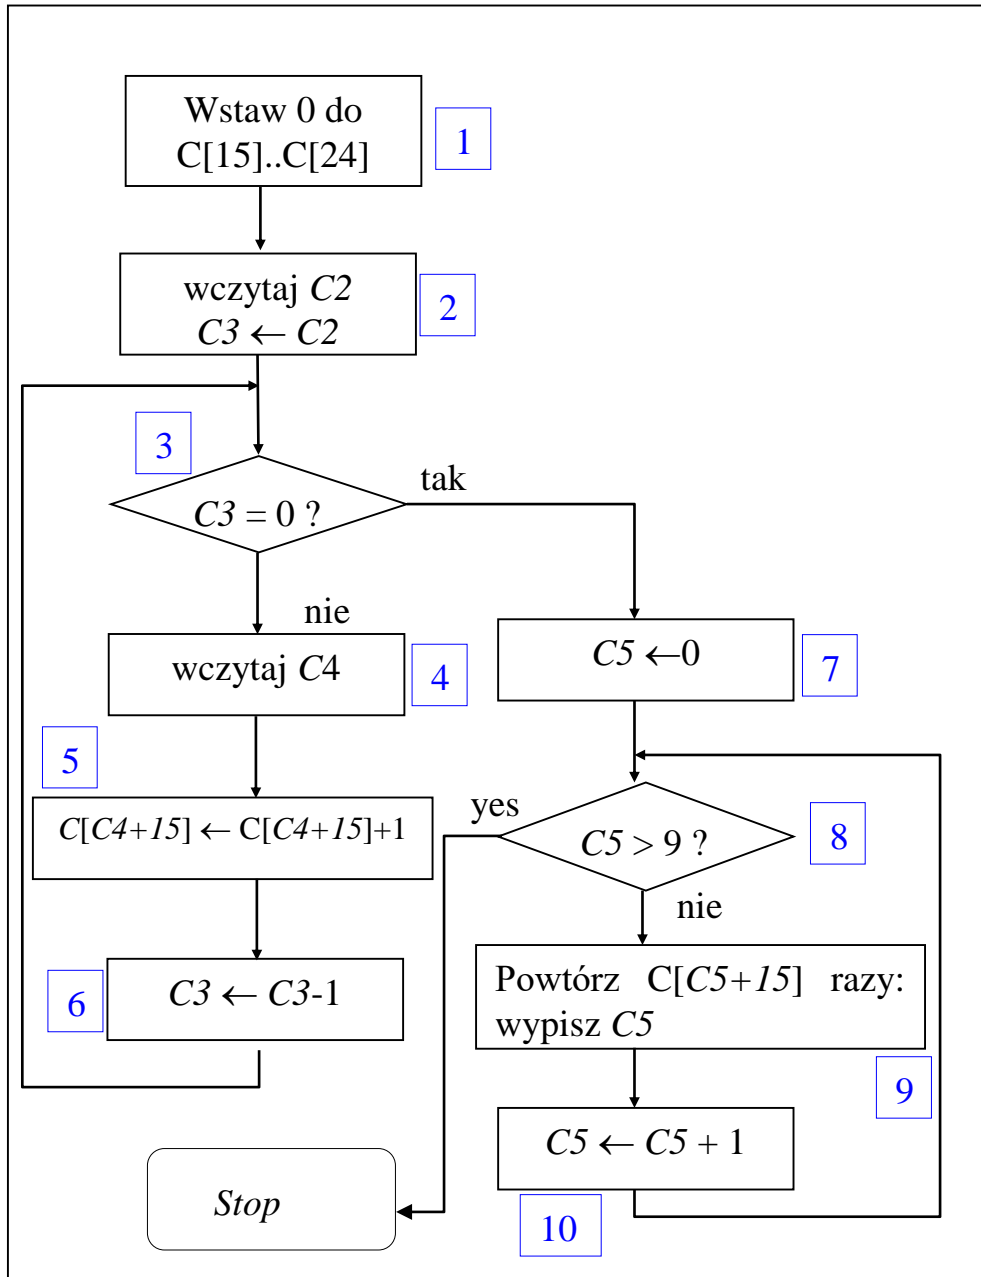 Wstaw 0 do
C[15]..C[24]
1
wczytaj C2
C3 ← C2
2
3
C3 = 0 ?
tak
nie
wczytaj C4
4
5
C[C4+15] ← C[C4+15]+1
6
C3 ← C3-1
C5 ←0
7
yes
C5 > 9 ?
8
nie
Powtórz C[C5+15] razy:
wypisz C5
9
C5 ← C5 + 1
10
Stop